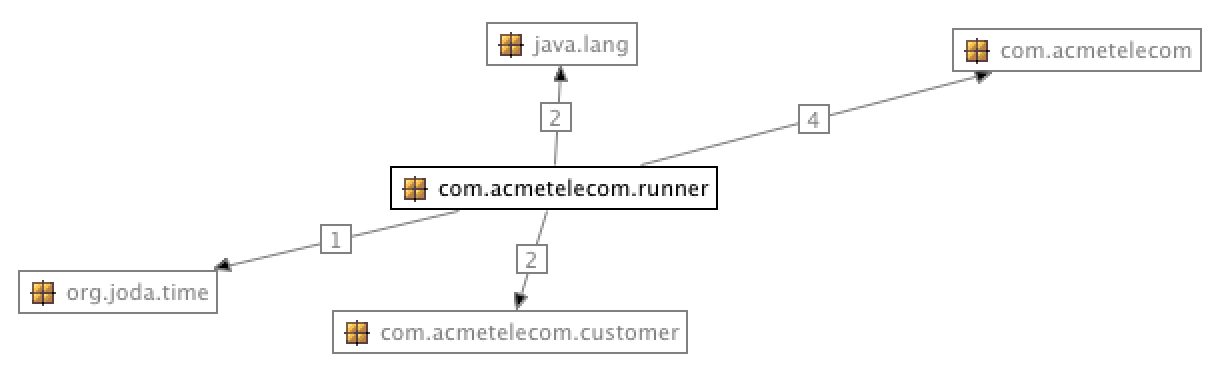 java.lang
com.acmetelecom
2
4
com.acmetelecom.runner
1
2
org.joda.time
com.acmetelecom.customer